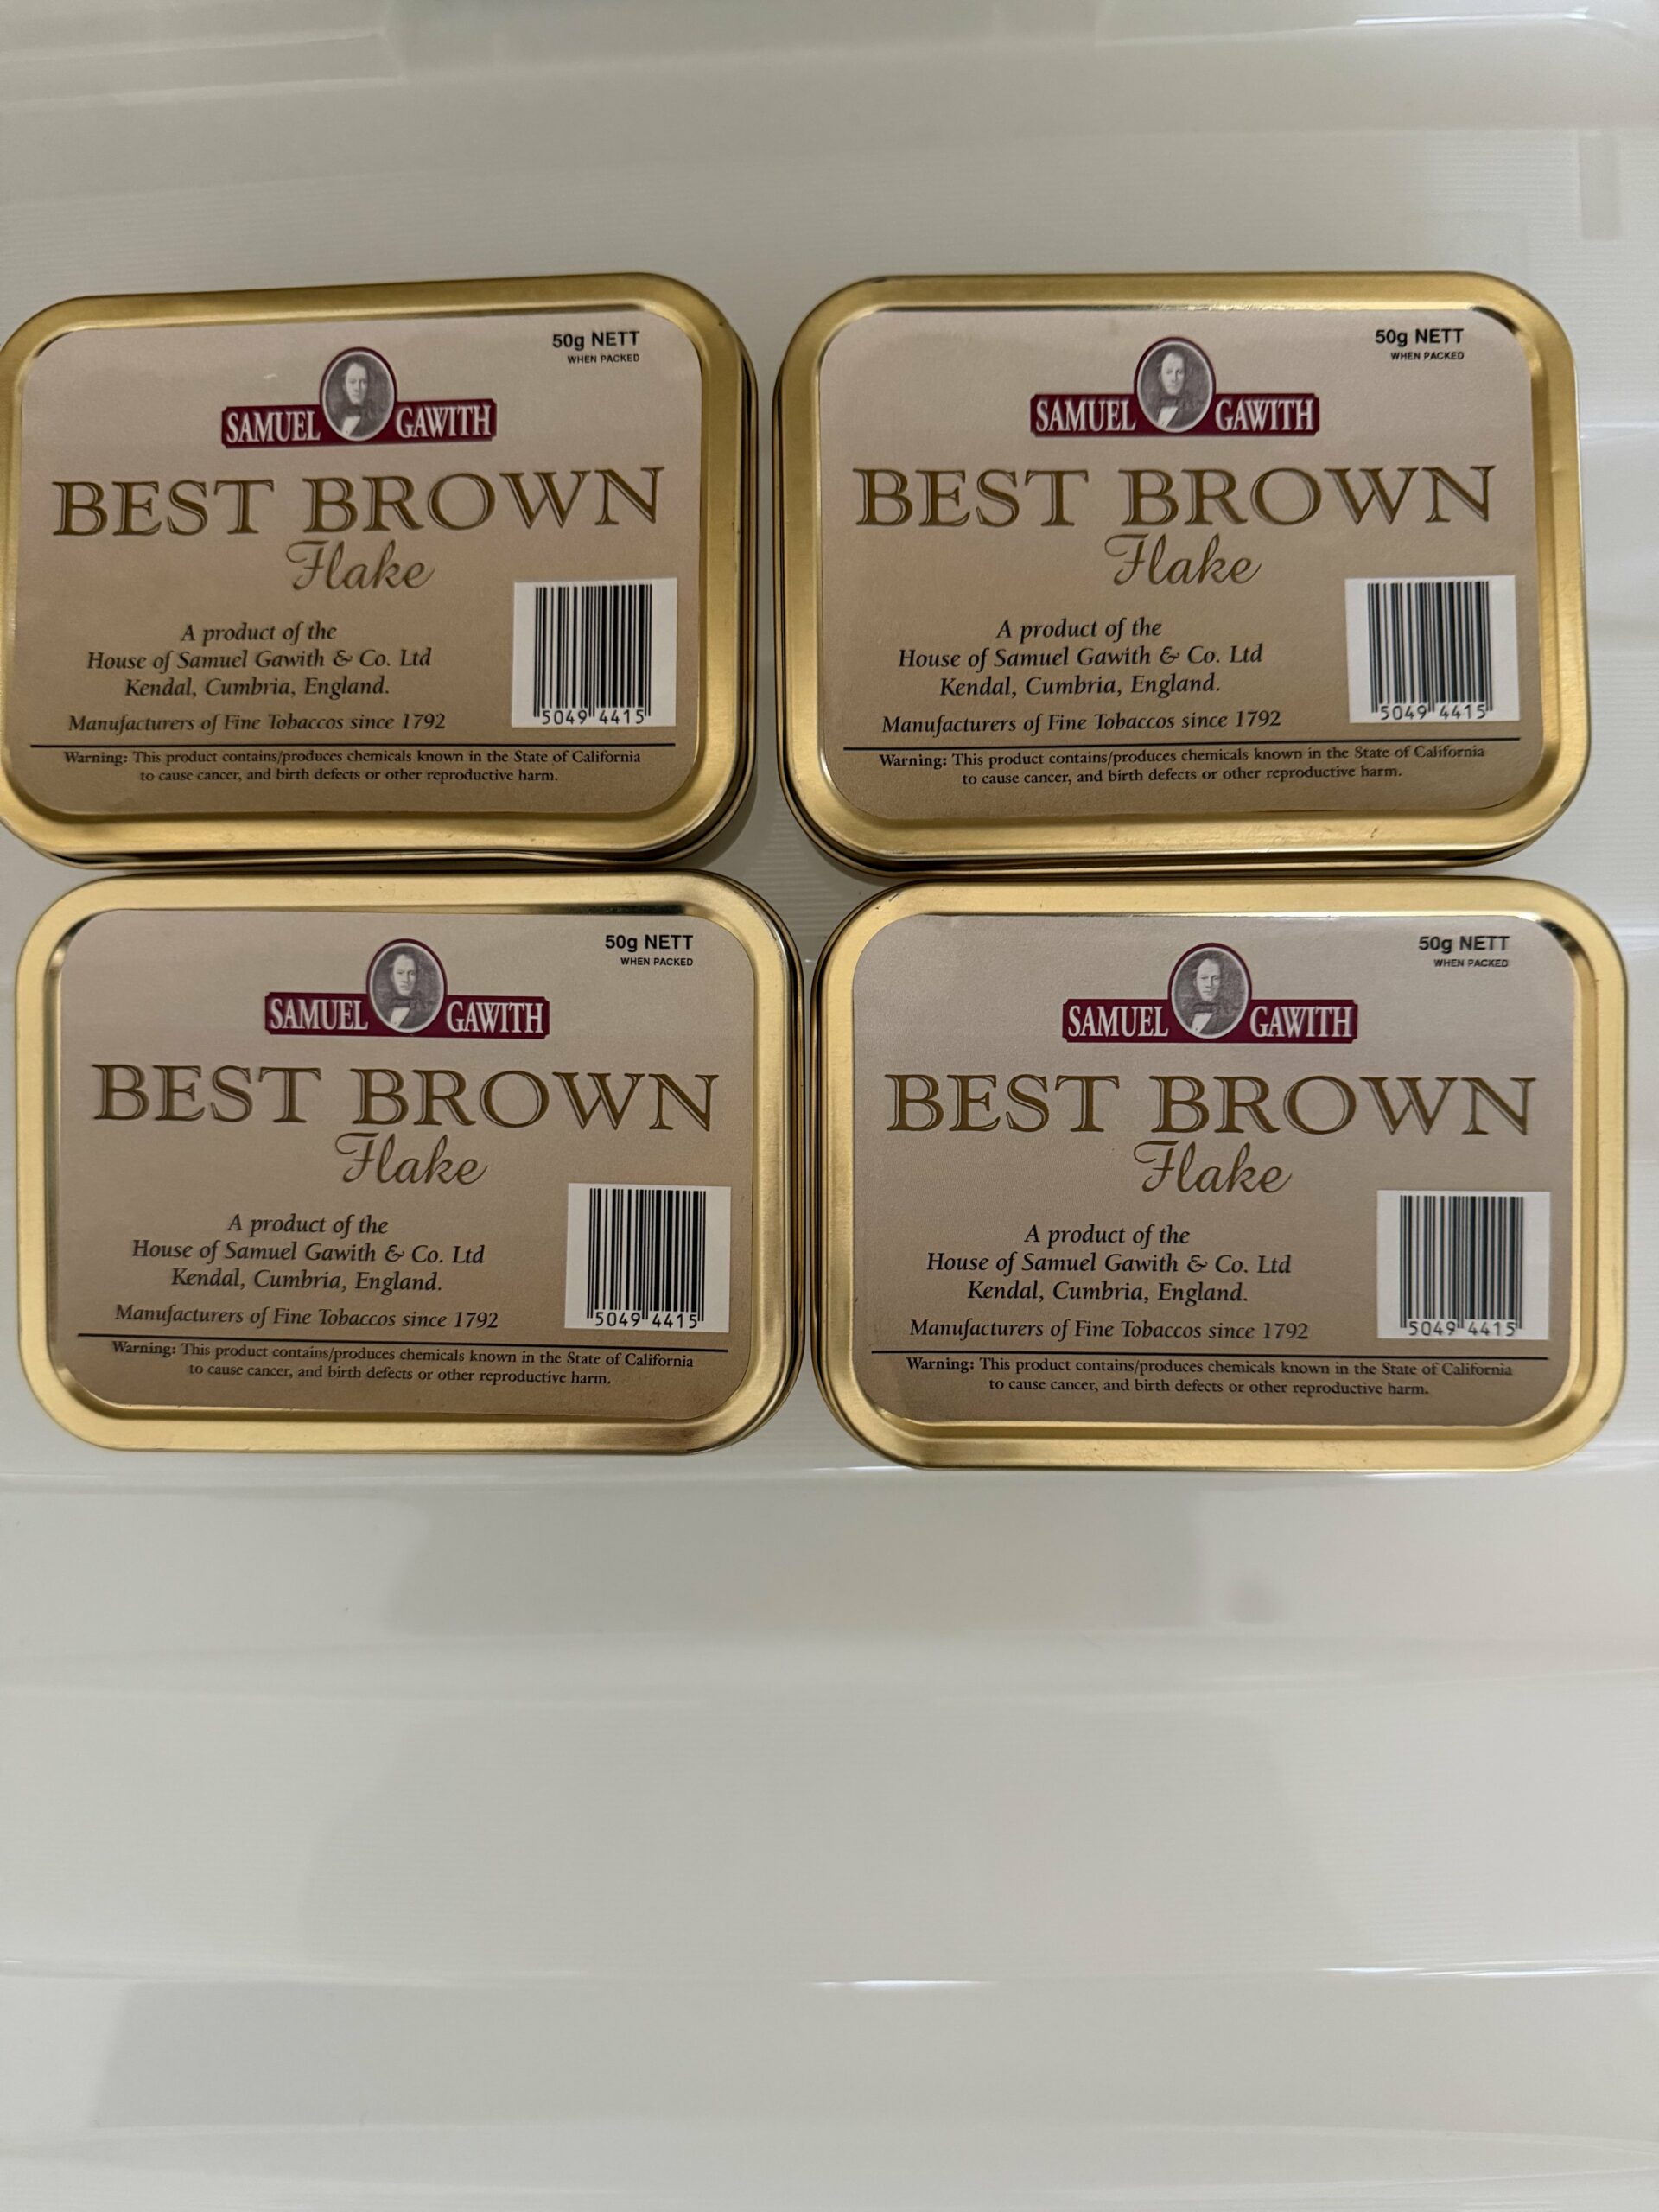 50g NETT
WHEN PACKED
SAMUEL GAWITH
BEST BROWN
Flake
A product of the
House of Samuel Gawith & Co. Ltd
Kendal, Cumbria, England.
Manufacturers of Fine Tobaccos since 1792
5049 4415
Warning: This product contains/produces chemicals known in the State of California
to cause cancer, and birth defects or other reproductive harm.
50g NETT
WHEN PACKED
SAMUEL GAWITH
BEST BROWN
Flake
A product of the
House of Samuel Gawith & Co. Ltd
Kendal, Cumbria, England.
Manufacturers of Fine Tobaccos since 1792
5049 4415
Warning: This product contains/produces chemicals known in the State of California
to cause cancer, and birth defects or other reproductive harm.
50g NETT
WHEN PACKED
SAMUEL GAWITH
BEST BROWN
Flake
A product of the
House of Samuel Gawith & Co. Ltd
Kendal, Cumbria, England.
Manufacturers of Fine Tobaccos since 1792
5049 4415
Warning: This product contains/produces chemicals known in the State of California
to cause cancer, and birth defects or other reproductive harm.
50g NETT
WHEN PACKED
SAMUEL GAWITH
BEST BROWN
Flake
A product of the
House of Samuel Gawith & Co. Ltd
Kendal, Cumbria, England.
Manufacturers of Fine Tobaccos since 1792
5049 4415
Warning: This product contains/produces chemicals known in the State of California
to cause cancer, and birth defects or other reproductive harm.